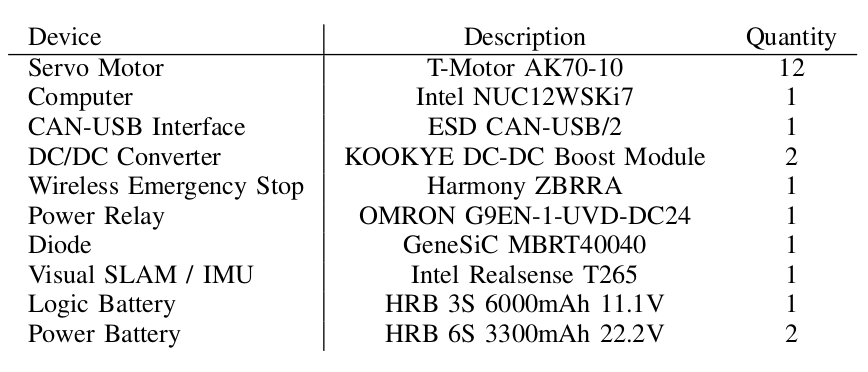 Device Description Quantity
Servo Motor T-Motor AK70-10 12
Computer Intel NUC12WSKi7 1
CAN-USB Interface ESD CAN-USB/2 1
DC/DC Converter KOOKYE DC-DC Boost Module 2
Wireless Emergency Stop Harmony ZBRRA 1
Power Relay OMRON G9EN-1-UVD-DC24 1
Diode GeneSiC MBRT40040 1
Visual SLAM / IMU Intel Realsense T265 1
Logic Battery HRB 3S 6000mAh 11.1V 1
Power Battery HRB 6S 3300mAh 22.2V 2